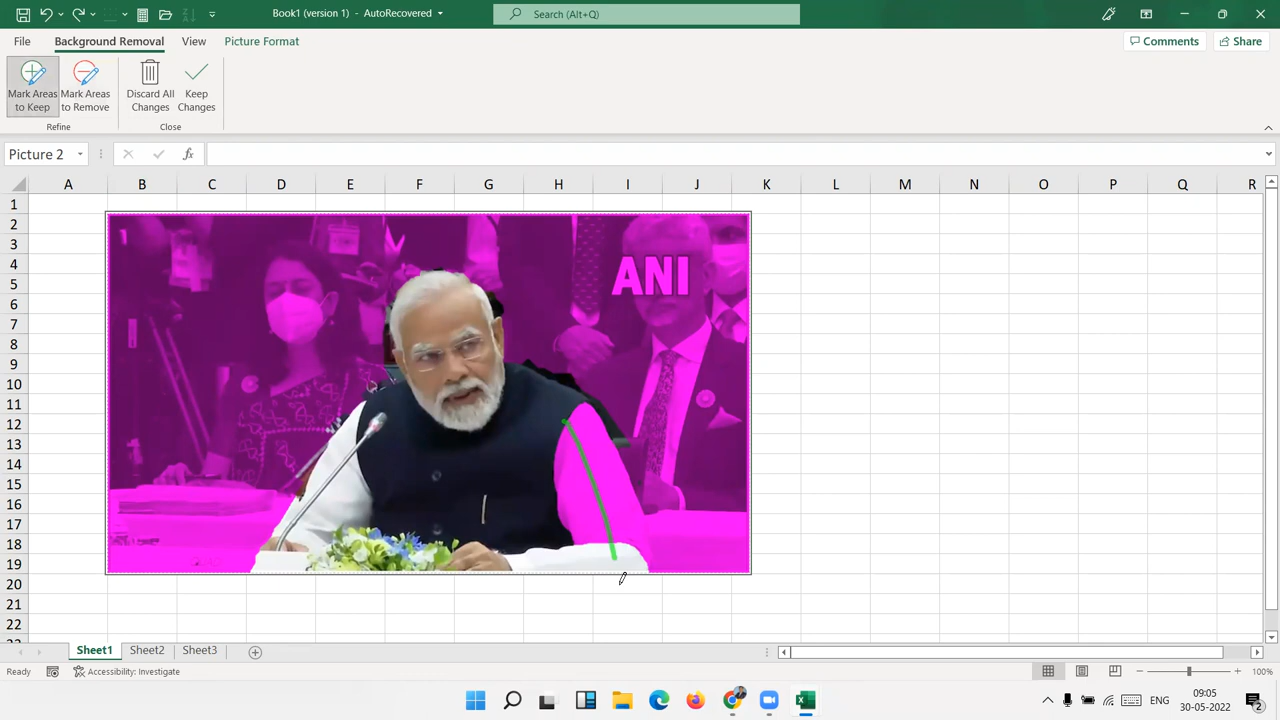 Book1 (version 1) - AutoRecovered
Search (Alt+Q)
File
Background Removal
View
Picture Format
Comments
Share
Mark Areas to Keep
Mark Areas to Remove
Discard All Changes
Keep Changes
Refine
Close
Picture 2
fx
A B C D E F G H I J K L M N O P Q R
1
2
3
4
5
6
7
8
9
10
11
12
13
14
15
16
17
18
19
20
21
22
ANI
Sheet1
Sheet2
Sheet3
Ready
Accessibility: Investigate
100%
ENG
09:05
30-05-2022
2